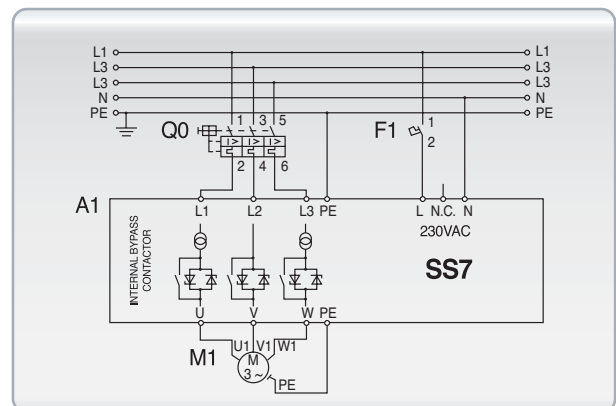 L1 L1
L3 L3
L3 L3
N N
PE PE
Q0 1 3 5 F1 1
I> I> I>
2 4 6 2
A1 L1 L2 L3 PE L N.C. N
230VAC
INTERNAL BYPASS
CONTACTOR
SS7
U V W PE
M1 U1 V1 W1
M
3 ~
PE